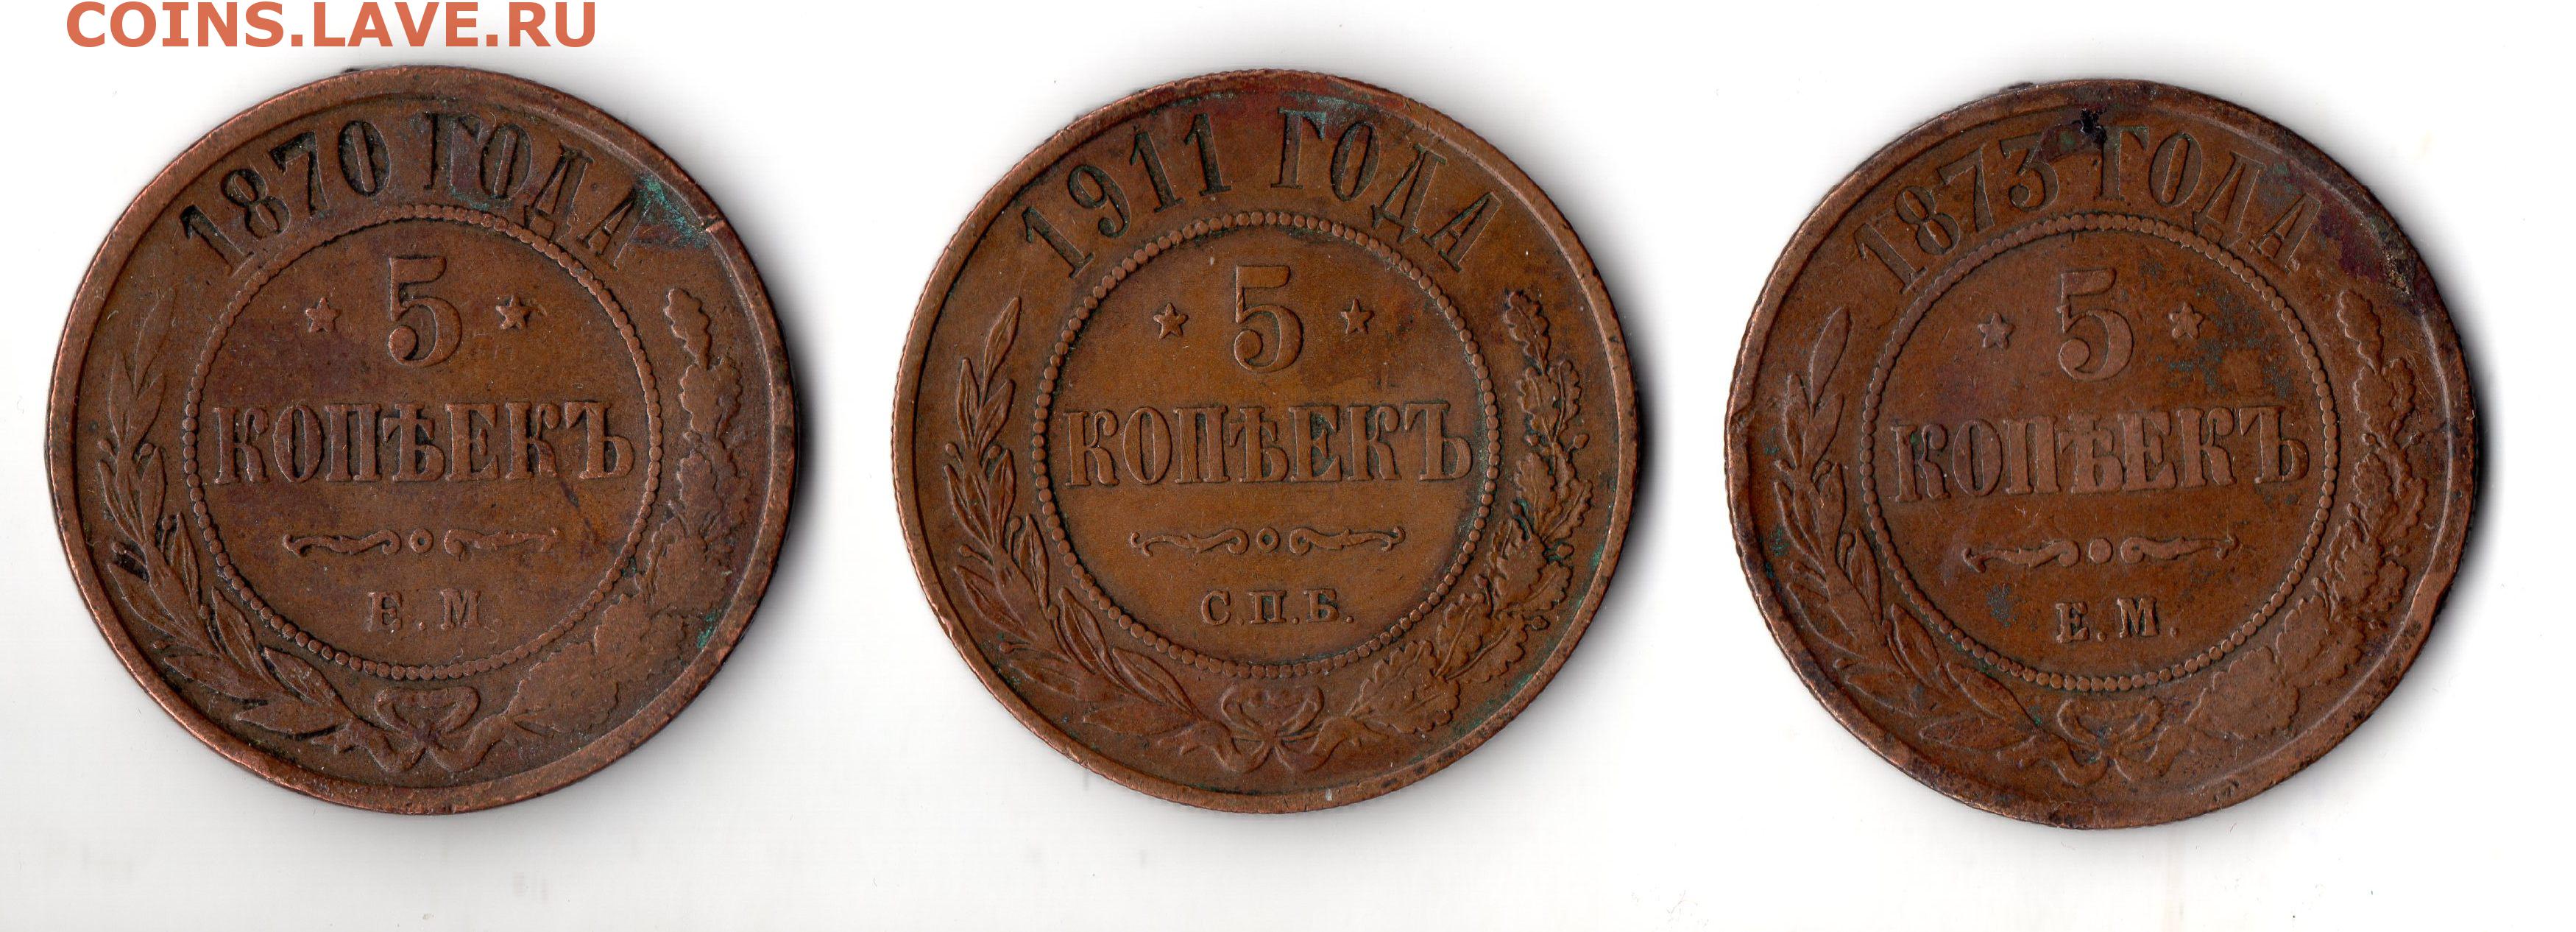 COINS.LAVE.RU
1870 ГОДА
5
КОПѢЕКЪ
Е.М.
1911 ГОДА
5
КОПѢЕКЪ
С.П.Б.
1873 ГОДА
5
КОПѢЕКЪ
Е.М.